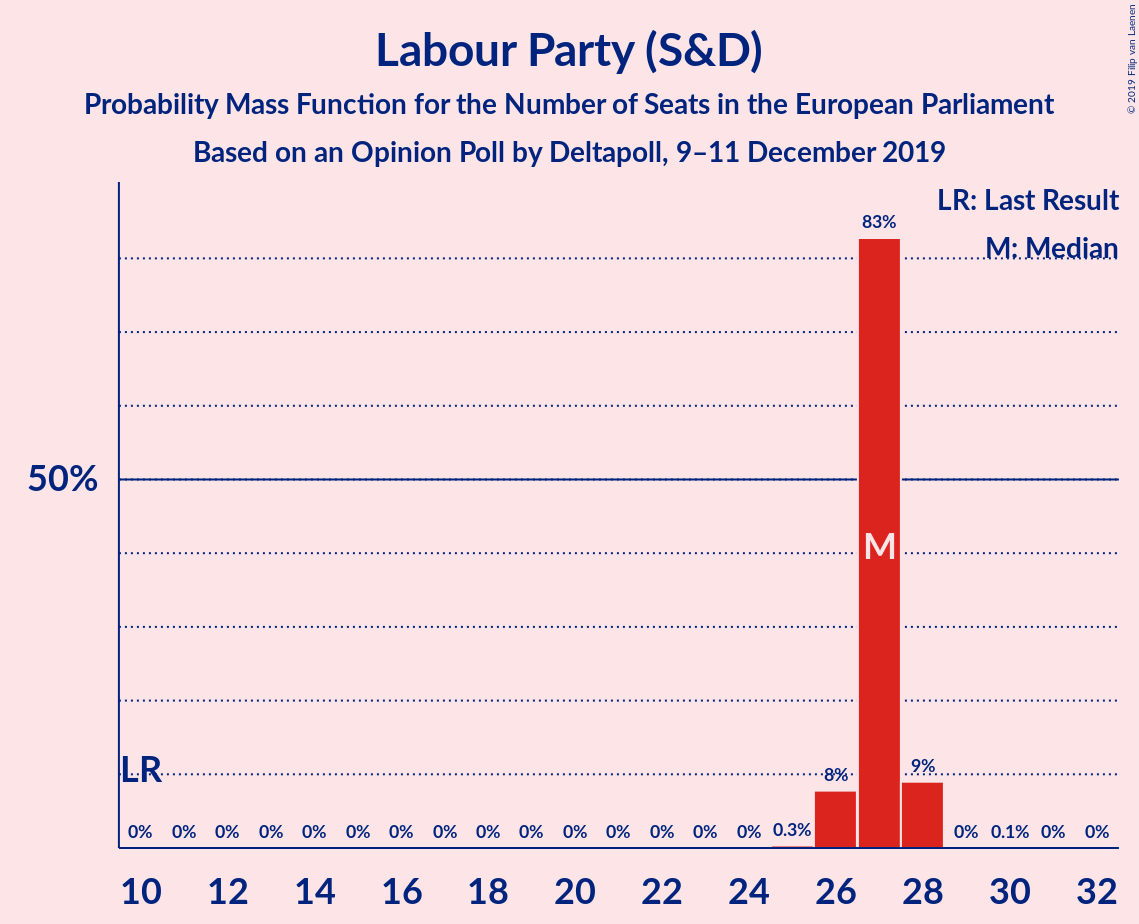 Labour Party (S&D)
Probability Mass Function for the Number of Seats in the European Parliament
Based on an Opinion Poll by Deltapoll, 9–11 December 2019
© 2019 Filip van Laenen
LR: Last Result
M: Median
83%
50%
M
LR
8%
9%
0% 0% 0% 0% 0% 0% 0% 0% 0% 0% 0% 0% 0% 0% 0% 0.3% 0% 0.1% 0% 0%
10 12 14 16 18 20 22 24 26 28 30 32